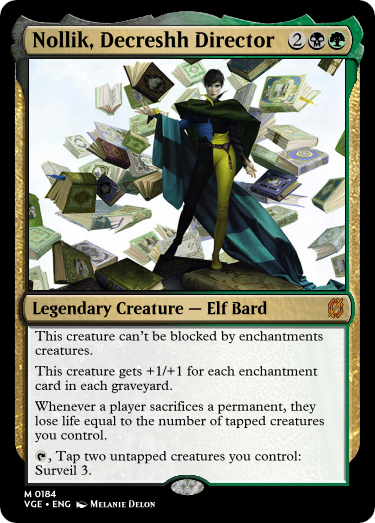 Nollik, Decreshh Director 2
Legendary Creature — Elf Bard
This creature can't be blocked by enchantments
creatures.
This creature gets +1/+1 for each enchantment
card in each graveyard.
Whenever a player sacrifices a permanent, they
lose life equal to the number of tapped creatures
you control.
, Tap two untapped creatures you control:
Surveil 3.
M 0184
VGE • ENG Melanie Delon